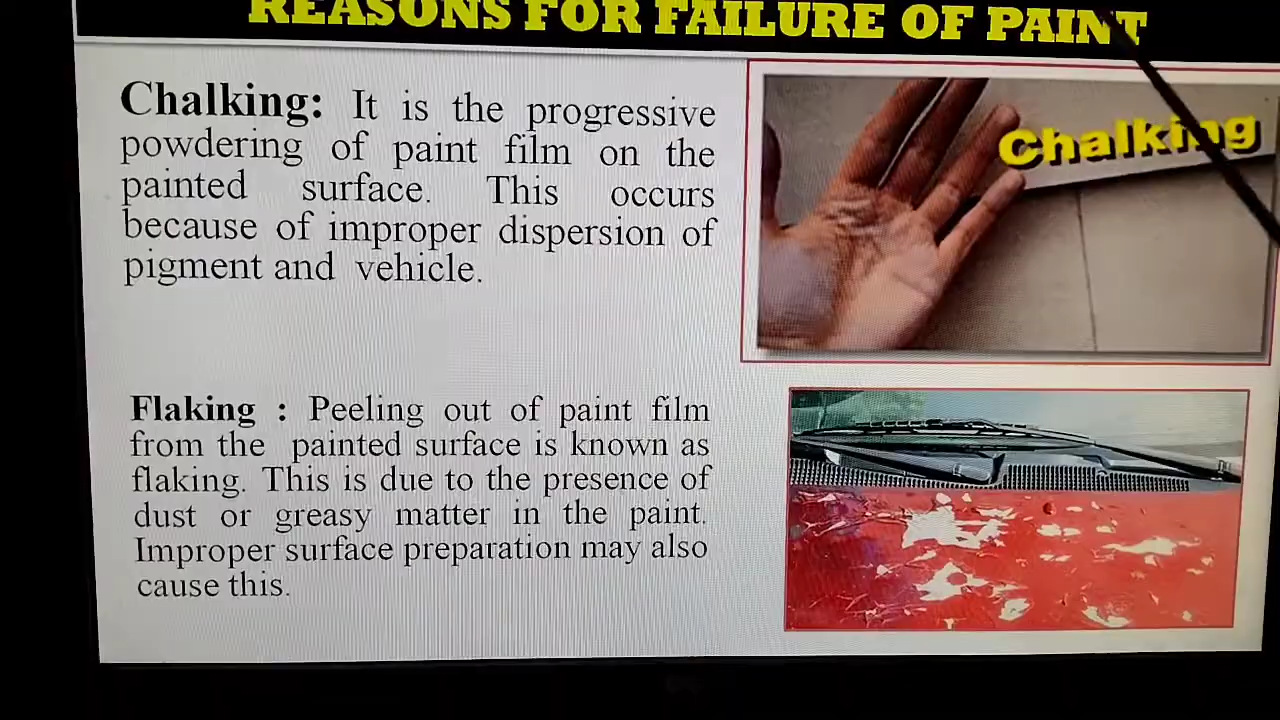 REASONS FOR FAILURE OF PAINT
Chalking: It is the progressive
powdering of paint film on the
painted surface. This occurs
because of improper dispersion of
pigment and vehicle.
Chalking
Flaking : Peeling out of paint film
from the painted surface is known as
flaking. This is due to the presence of
dust or greasy matter in the paint.
Improper surface preparation may also
cause this.